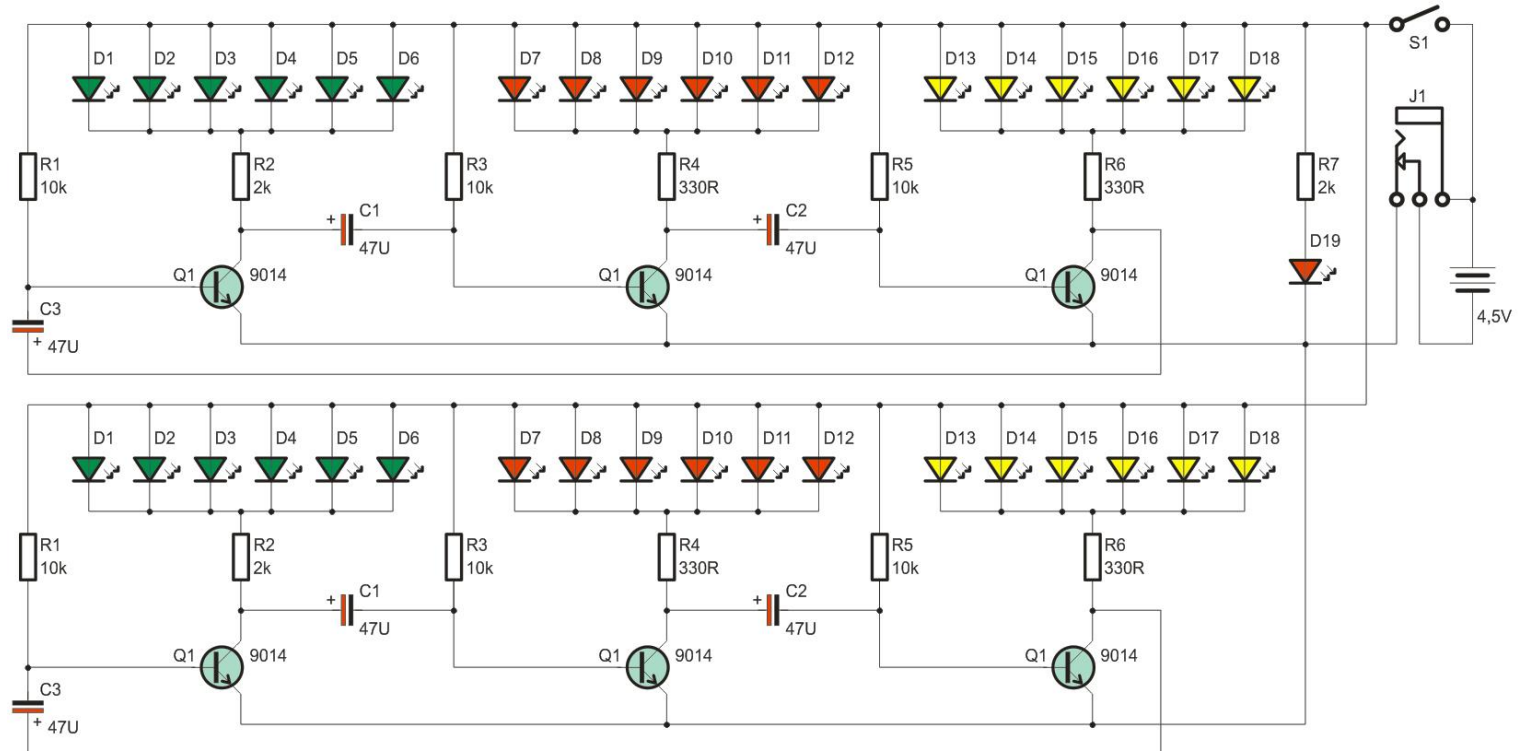 D1 D2 D3 D4 D5 D6 D7 D8 D9 D10 D11 D12 D13 D14 D15 D16 D17 D18
S1
J1
R1
10k
R2
2k
R3
10k
R4
330R
R5
10k
R6
330R
R7
2k
+ C1
47U
+ C2
47U
D19
Q1 9014
Q1 9014
Q1 9014
C3
+ 47U
4,5V
D1 D2 D3 D4 D5 D6 D7 D8 D9 D10 D11 D12 D13 D14 D15 D16 D17 D18
R1
10k
R2
2k
R3
10k
R4
330R
R5
10k
R6
330R
+ C1
47U
+ C2
47U
Q1 9014
Q1 9014
Q1 9014
C3
+ 47U